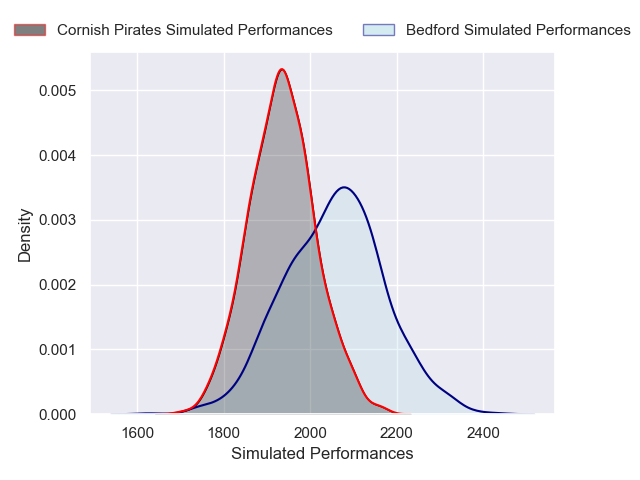 Cornish Pirates Simulated Performances
Bedford Simulated Performances
Density
0.005
0.004
0.003
0.002
0.001
0.000
1600 1800 2000 2200 2400
Simulated Performances